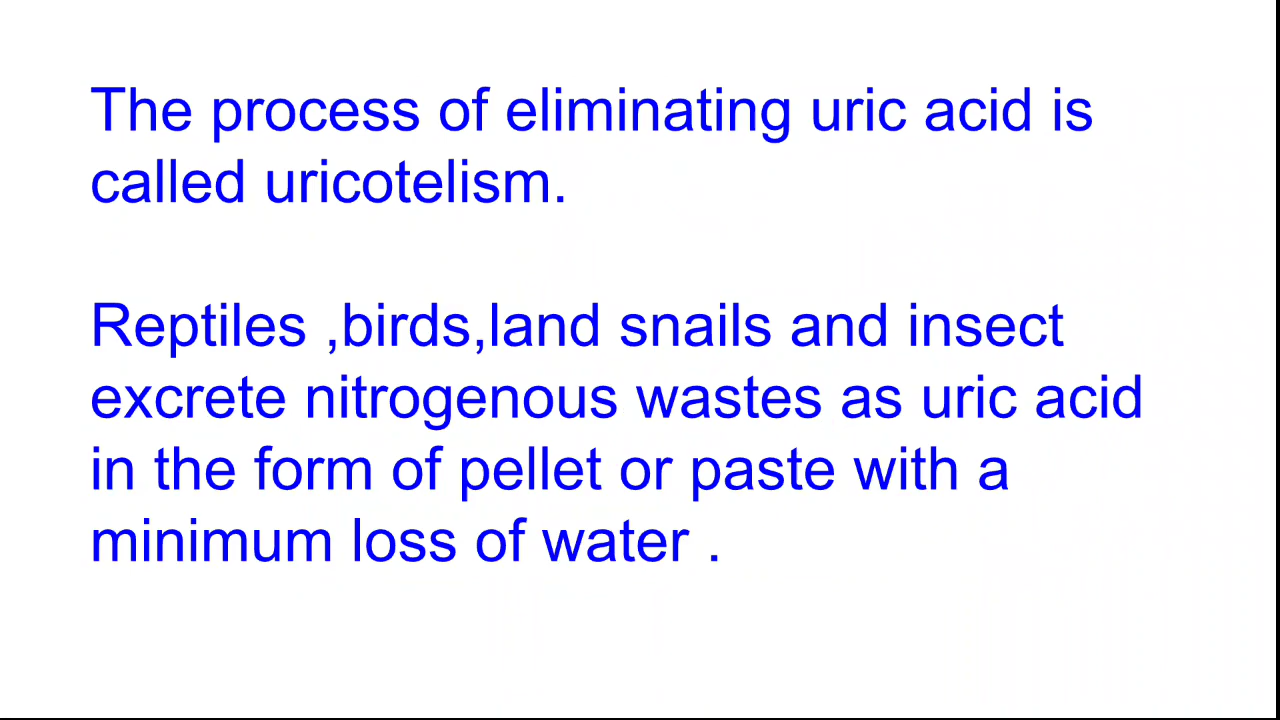 The process of eliminating uric acid is
called uricotelism.
Reptiles ,birds,land snails and insect
excrete nitrogenous wastes as uric acid
in the form of pellet or paste with a
minimum loss of water .